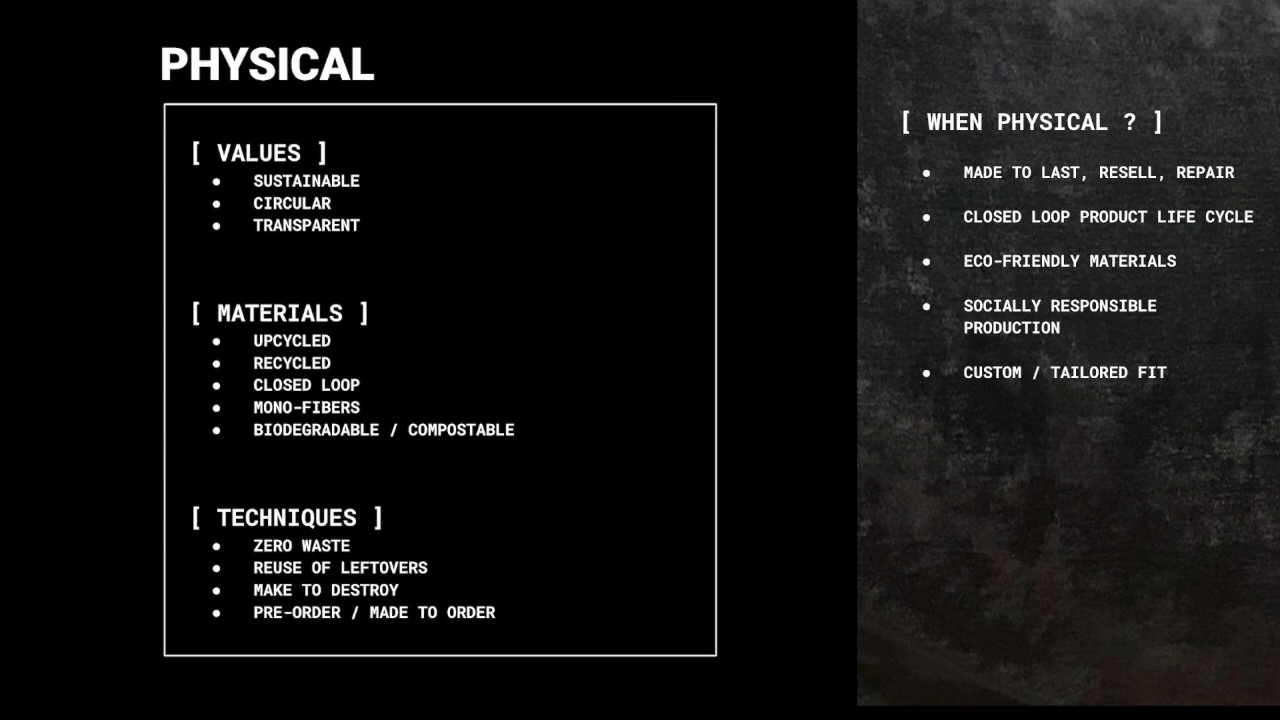 PHYSICAL
[ VALUES ]
● SUSTAINABLE
● CIRCULAR
● TRANSPARENT
[ MATERIALS ]
● UPCYCLED
● RECYCLED
● CLOSED LOOP
● MONO-FIBERS
● BIODEGRADABLE / COMPOSTABLE
[ TECHNIQUES ]
● ZERO WASTE
● REUSE OF LEFTOVERS
● MAKE TO DESTROY
● PRE-ORDER / MADE TO ORDER
[ WHEN PHYSICAL ? ]
● MADE TO LAST, RESELL, REPAIR
● CLOSED LOOP PRODUCT LIFE CYCLE
● ECO-FRIENDLY MATERIALS
● SOCIALLY RESPONSIBLE
PRODUCTION
● CUSTOM / TAILORED FIT